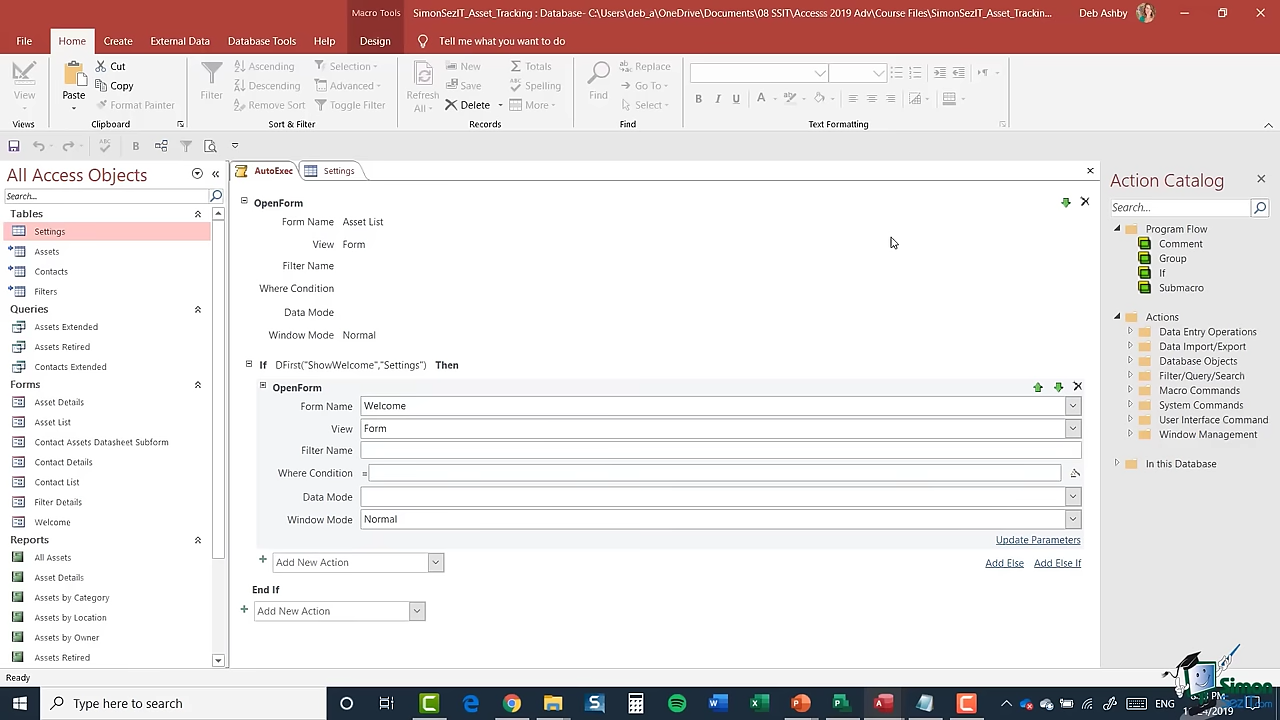 Macro Tools
SimonSezIT_Asset_Tracking : Database- C:\Users\deb_a\OneDrive\Documents\08 SSIT\Accesss 2019 Adv\Course Files\SimonSezIT_Asset_Trackin...
Deb Ashby
File
Home
Create
External Data
Database Tools
Help
Design
Tell me what you want to do
View
Paste
Cut
Copy
Format Painter
Filter
Ascending
Descending
Remove Sort
Selection
Advanced
Toggle Filter
Refresh
All
New
Save
Delete
Totals
Spelling
More
Find
Replace
Go To
Select
B I U A
Views
Clipboard
Sort & Filter
Records
Find
Text Formatting
All Access Objects
Search...
Tables
Settings
Assets
Contacts
Filters
Queries
Assets Extended
Assets Retired
Contacts Extended
Forms
Asset Details
Asset List
Contact Assets Datasheet Subform
Contact Details
Contact List
Filter Details
Welcome
Reports
All Assets
Asset Details
Assets by Category
Assets by Location
Assets by Owner
Assets Retired
AutoExec
Settings
OpenForm
Form Name Asset List
View Form
Filter Name
Where Condition
Data Mode
Window Mode Normal
If DFirst("ShowWelcome","Settings") Then
OpenForm
Form Name Welcome
View Form
Filter Name
Where Condition =
Data Mode
Window Mode Normal
Update Parameters
Add New Action
Add Else Add Else If
End If
Add New Action
Action Catalog
Search...
Program Flow
Comment
Group
If
Submacro
Actions
Data Entry Operations
Data Import/Export
Database Objects
Filter/Query/Search
Macro Commands
System Commands
User Interface Command
Window Management
In this Database
Ready
Type here to search
ENG